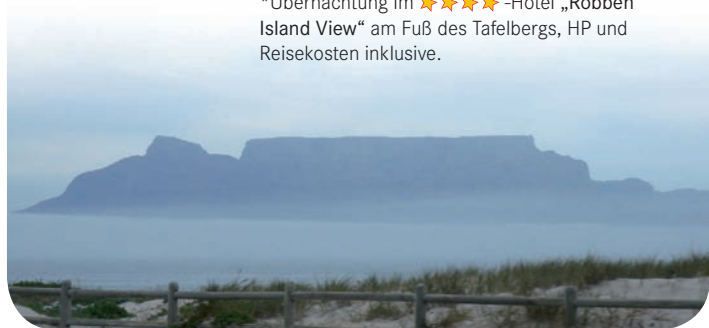 *Übernachtung im ★★★★-Hotel „Robben
Island View“ am Fuß des Tafelbergs, HP und
Reisekosten inklusive.